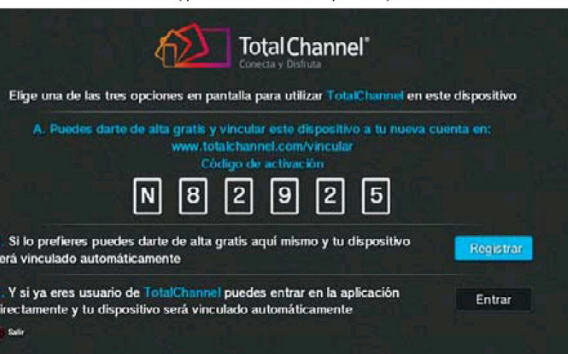 TotalChannel®
Conecta y Disfruta
Elige una de las tres opciones en pantalla para utilizar TotalChannel en este dispositivo
A. Puedes darte de alta gratis y vincular este dispositivo a tu nueva cuenta en:
www.totalchannel.com/vincular
Código de activación
N 8 2 9 2 5
. Si lo prefieres puedes darte de alta gratis aquí mismo y tu dispositivo
erá vinculado automáticamente
Registrar
. Y si ya eres usuario de TotalChannel puedes entrar en la aplicación
irectamente y tu dispositivo será vinculado automáticamente
Entrar
Salir